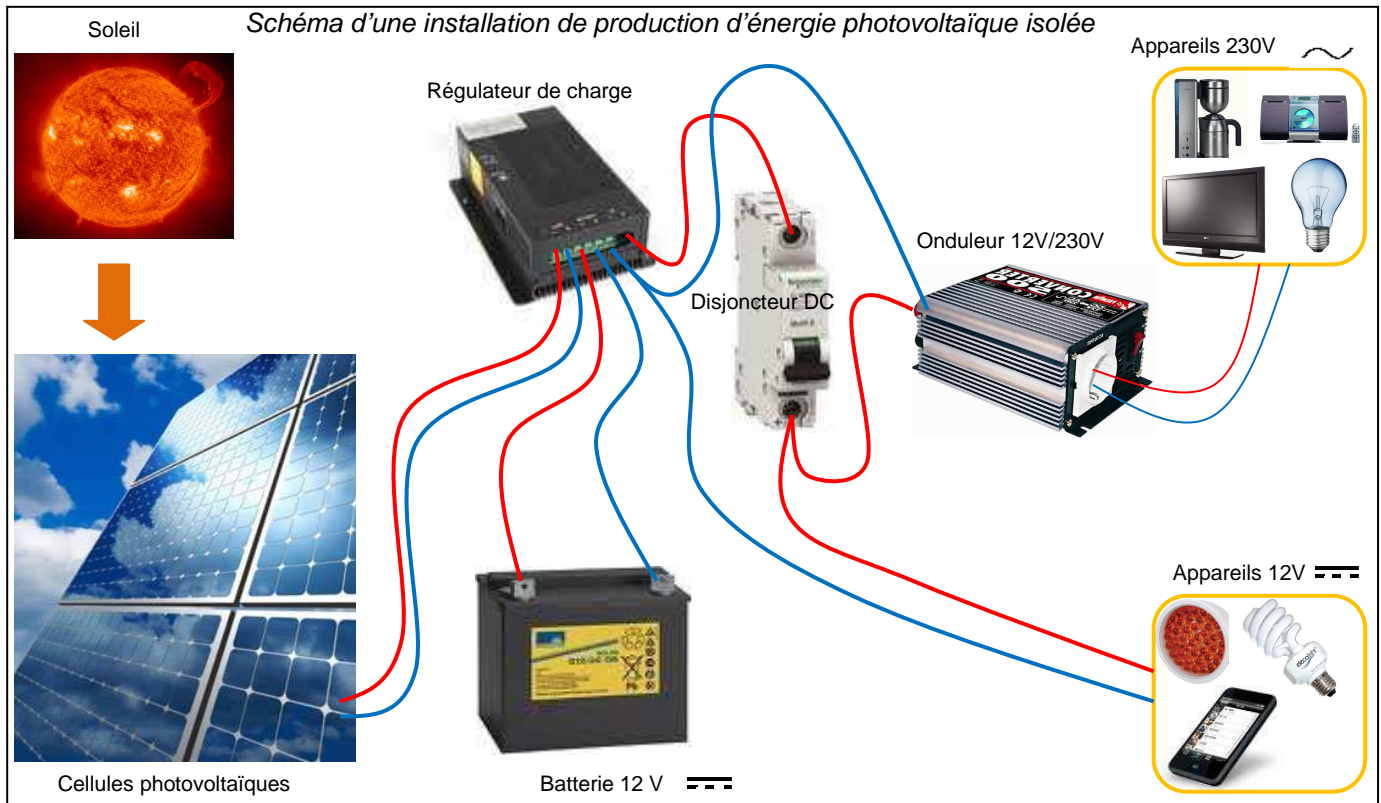 Schéma d’une installation de production d’énergie photovoltaïque isolée
Soleil
Appareils 230V
Régulateur de charge
Onduleur 12V/230V
Disjoncteur DC
Appareils 12V
Cellules photovoltaïques
Batterie 12 V